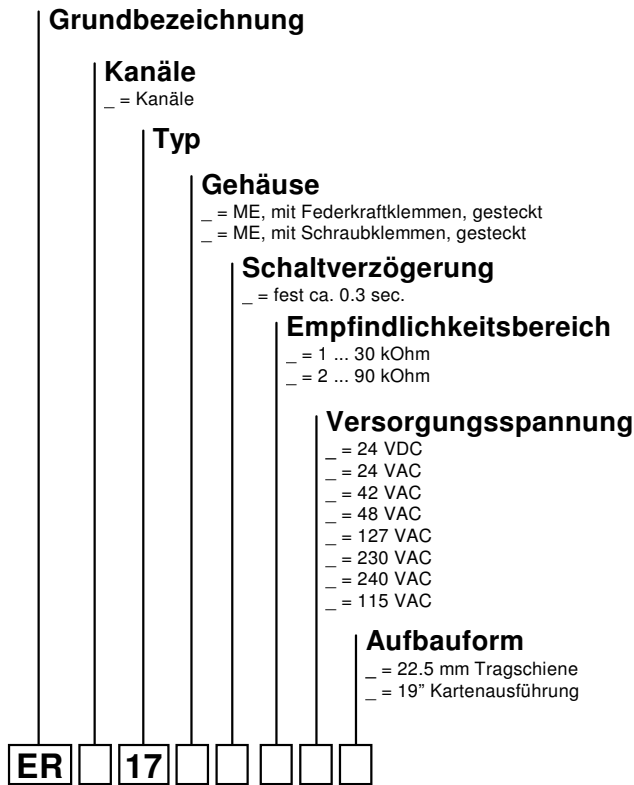 Grundbezeichnung
Kanäle
_ = Kanäle
Typ
Gehäuse
_ = ME, mit Federkraftklemmen, gesteckt
_ = ME, mit Schraubklemmen, gesteckt
Schaltverzögerung
_ = fest ca. 0.3 sec.
Empfindlichkeitsbereich
_ = 1 ... 30 kOhm
_ = 2 ... 90 kOhm
Versorgungsspannung
_ = 24 VDC
_ = 24 VAC
_ = 42 VAC
_ = 48 VAC
_ = 127 VAC
_ = 230 VAC
_ = 240 VAC
_ = 115 VAC
Aufbauform
_ = 22.5 mm Tragschiene
_ = 19” Kartenausführung
ER 17